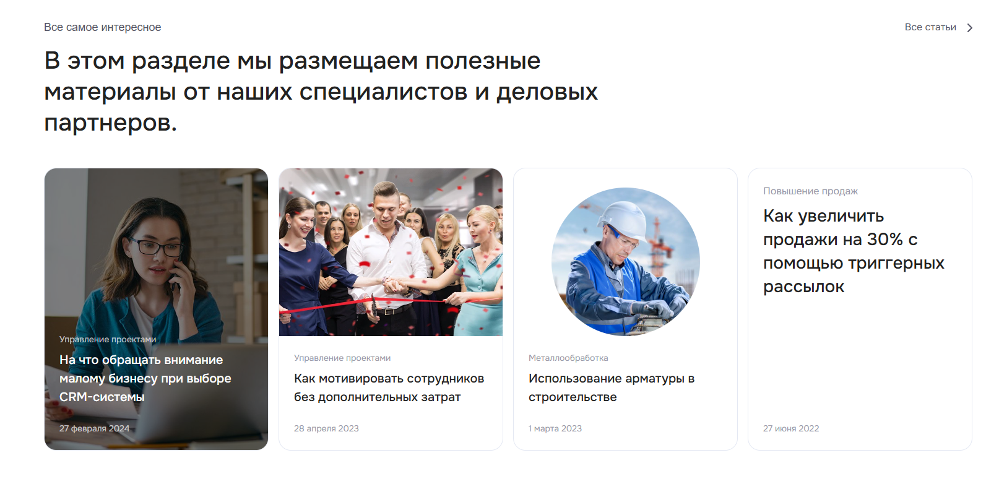 Все самое интересное
Все статьи
В этом разделе мы размещаем полезные
материалы от наших специалистов и деловых
партнеров.
Управление проектами
На что обращать внимание
малому бизнесу при выборе
CRM-системы
27 февраля 2024
Управление проектами
Как мотивировать сотрудников
без дополнительных затрат
28 апреля 2023
Металлообработка
Использование арматуры в
строительстве
1 марта 2023
Повышение продаж
Как увеличить
продажи на 30% с
помощью триггерных
рассылок
27 июня 2022